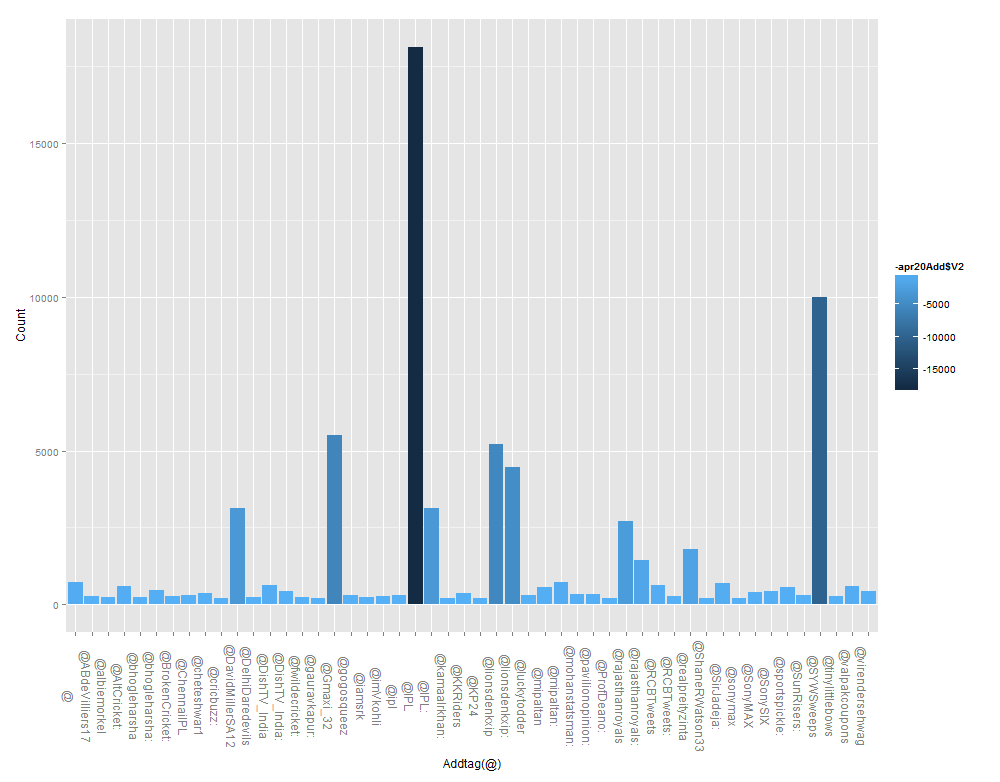 15000
10000
5000
0
Count
@
@ABdeVilliers17
@albiemorkel
@AltCricket:
@bhogleharsha
@bhogleharsha:
@BrokenCricket:
@ChennaiIPL
@cheteshwar1
@cricbuzz:
@DavidMillerSA12
@DelhiDaredevils
@DishTV_India
@DishTV_India:
@fwildecricket:
@gauravkapur:
@Gmaxi_32
@gogosqueez
@Iamsrk
@imVkohli
@ipl
@IPL
@IPL:
@kamaalrkhan:
@KKRiders
@KP24
@lionsdenkxip
@lionsdenkxip:
@luckytodder
@mipaltan
@mipaltan:
@mohanstatsman:
@pavilionopinion:
@ProfDeano:
@rajasthanroyals
@rajasthanroyals:
@RCBTweets
@RCBTweets:
@realpreityzinta
@ShaneRWatson33
@SirJadeja:
@sonymax
@SonyMAX
@SonySIX
@sportspickle:
@SunRisers:
@SYWSweeps
@tinylittlebows
@valpakcoupons
@virendersehwag
Addtag(@)
-apr20Add$V2
-5000
-10000
-15000